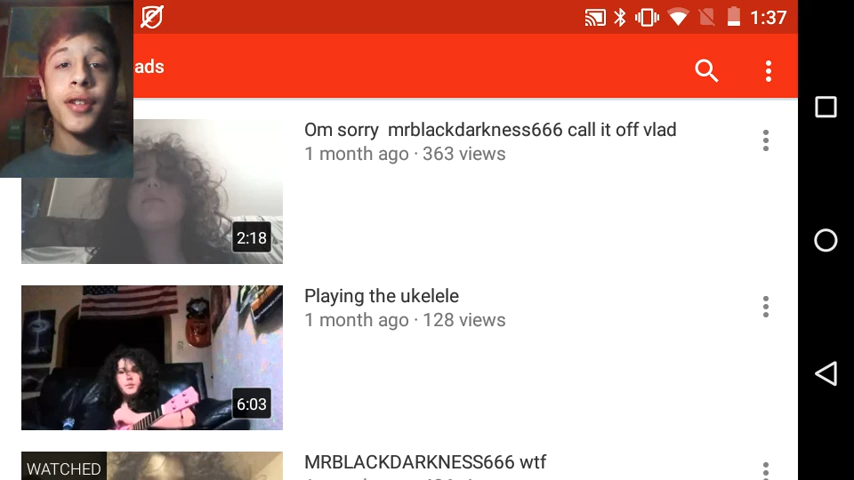 1:37
ads
Om sorry  mrblackdarkness666 call it off vlad
1 month ago · 363 views
2:18
Playing the ukelele
1 month ago · 128 views
6:03
WATCHED
MRBLACKDARKNESS666 wtf